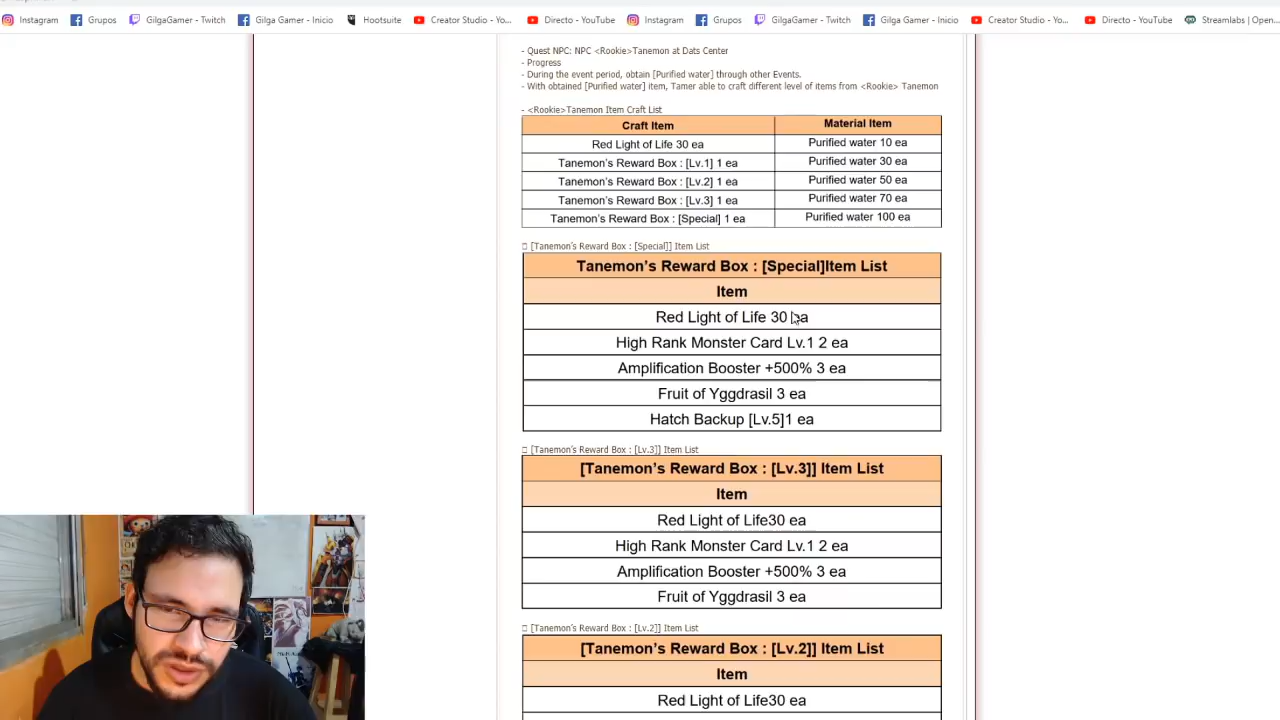 Instagram Grupos GilgaGamer - Twitch Gilga Gamer - Inicio Hootsuite Creator Studio - Yo... Directo - YouTube Instagram Grupos GilgaGamer - Twitch Gilga Gamer - Inicio Creator Studio - Yo... Directo - YouTube Streamlabs | Open...
- Quest NPC: NPC <Rookie>Tanemon at Dats Center
- Progress
- During the event period, obtain [Purified water] through other Events.
- With obtained [Purified water] item, Tamer able to craft different level of items from <Rookie> Tanemon
- <Rookie>Tanemon Item Craft List
Craft Item Material Item
Red Light of Life 30 ea Purified water 10 ea
Tanemon's Reward Box : [Lv.1] 1 ea Purified water 30 ea
Tanemon's Reward Box : [Lv.2] 1 ea Purified water 50 ea
Tanemon's Reward Box : [Lv.3] 1 ea Purified water 70 ea
Tanemon's Reward Box : [Special] 1 ea Purified water 100 ea
[Tanemon's Reward Box : [Special]] Item List
Tanemon's Reward Box : [Special]Item List
Item
Red Light of Life 30 ea
High Rank Monster Card Lv.1 2 ea
Amplification Booster +500% 3 ea
Fruit of Yggdrasil 3 ea
Hatch Backup [Lv.5]1 ea
[Tanemon's Reward Box : [Lv.3]] Item List
[Tanemon's Reward Box : [Lv.3]] Item List
Item
Red Light of Life30 ea
High Rank Monster Card Lv.1 2 ea
Amplification Booster +500% 3 ea
Fruit of Yggdrasil 3 ea
[Tanemon's Reward Box : [Lv.2]] Item List
[Tanemon's Reward Box : [Lv.2]] Item List
Item
Red Light of Life30 ea